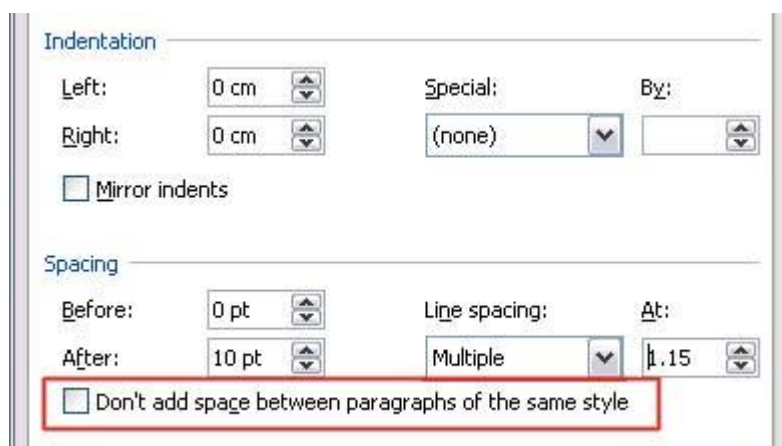 Indentation
Left: 0 cm Special: By:
Right: 0 cm (none)
Mirror indents
Spacing
Before: 0 pt Line spacing: At:
After: 10 pt Multiple 1.15
Don't add space between paragraphs of the same style